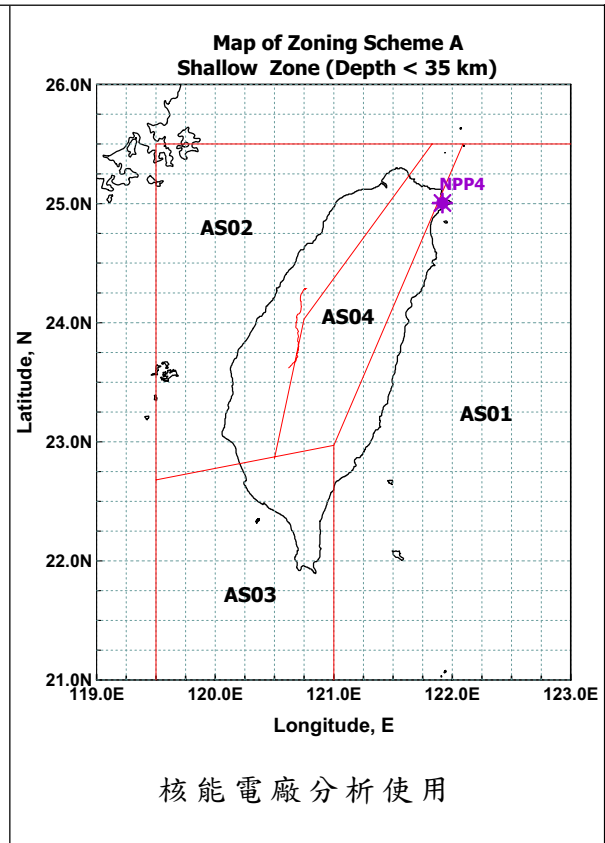 Map of Zoning Scheme A
Shallow Zone (Depth < 35 km)
26.0N
NPP4
25.0N
AS02
24.0N
AS04
Latitude, N
23.0N
AS01
22.0N
AS03
21.0N
119.0E 120.0E 121.0E 122.0E 123.0E
Longitude, E
核能電廠分析使用